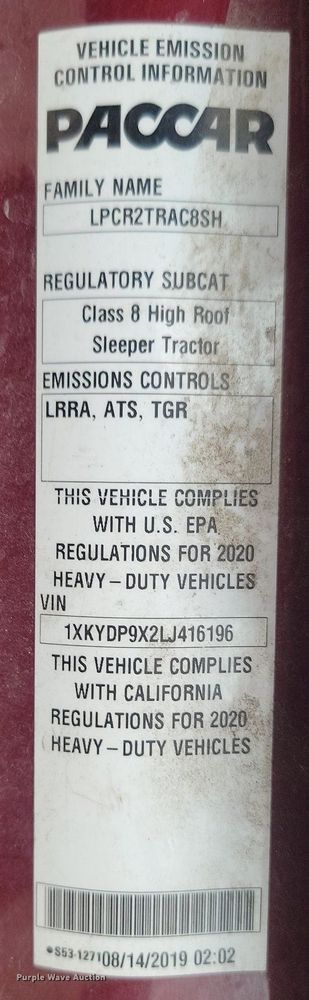 VEHICLE EMISSION
CONTROL INFORMATION
PACCAR
FAMILY NAME
LPCR2TRAC8SH
REGULATORY SUBCAT
Class 8 High Roof
Sleeper Tractor
EMISSIONS CONTROLS
LRRA, ATS, TGR
THIS VEHICLE COMPLIES
WITH U.S. EPA
REGULATIONS FOR 2020
HEAVY–DUTY VEHICLES
VIN
1XKYDP9X2LJ416196
THIS VEHICLE COMPLIES
WITH CALIFORNIA
REGULATIONS FOR 2020
HEAVY–DUTY VEHICLES
*S53-1271 08/14/2019 02:02
Purple Wave Auction